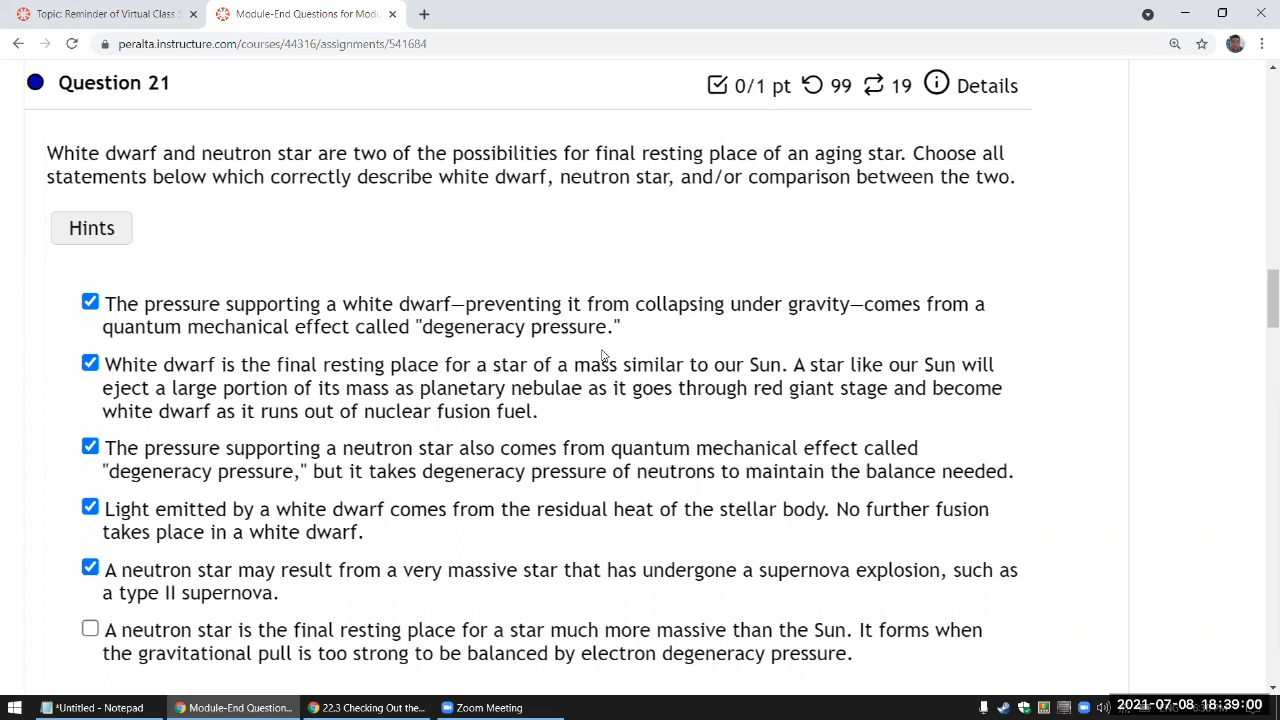 Topic: Reminder of Virtual Class S
Module-End Questions for Modu
peralta.instructure.com/courses/44316/assignments/541684
Question 21
0/1 pt 99 19 Details
White dwarf and neutron star are two of the possibilities for final resting place of an aging star. Choose all
statements below which correctly describe white dwarf, neutron star, and/or comparison between the two.
Hints
The pressure supporting a white dwarf—preventing it from collapsing under gravity—comes from a
quantum mechanical effect called "degeneracy pressure."
White dwarf is the final resting place for a star of a mass similar to our Sun. A star like our Sun will
eject a large portion of its mass as planetary nebulae as it goes through red giant stage and become
white dwarf as it runs out of nuclear fusion fuel.
The pressure supporting a neutron star also comes from quantum mechanical effect called
"degeneracy pressure," but it takes degeneracy pressure of neutrons to maintain the balance needed.
Light emitted by a white dwarf comes from the residual heat of the stellar body. No further fusion
takes place in a white dwarf.
A neutron star may result from a very massive star that has undergone a supernova explosion, such as
a type II supernova.
A neutron star is the final resting place for a star much more massive than the Sun. It forms when
the gravitational pull is too strong to be balanced by electron degeneracy pressure.
*Untitled - Notepad
Module-End Question...
22.3 Checking Out the...
Zoom Meeting
2021-07-08 18:39:00